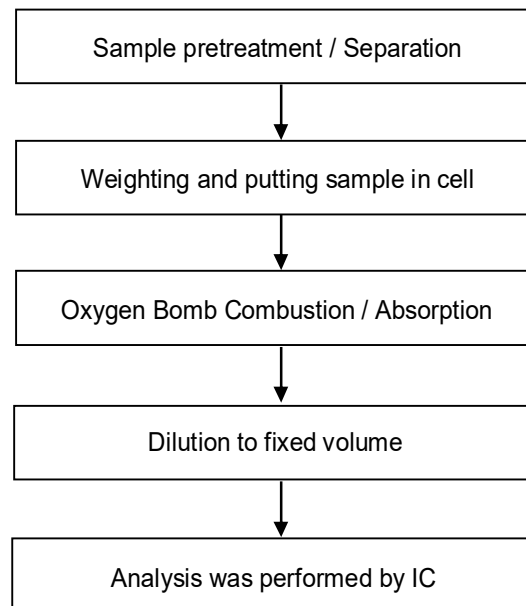 Sample pretreatment / Separation
Weighting and putting sample in cell
Oxygen Bomb Combustion / Absorption
Dilution to fixed volume
Analysis was performed by IC